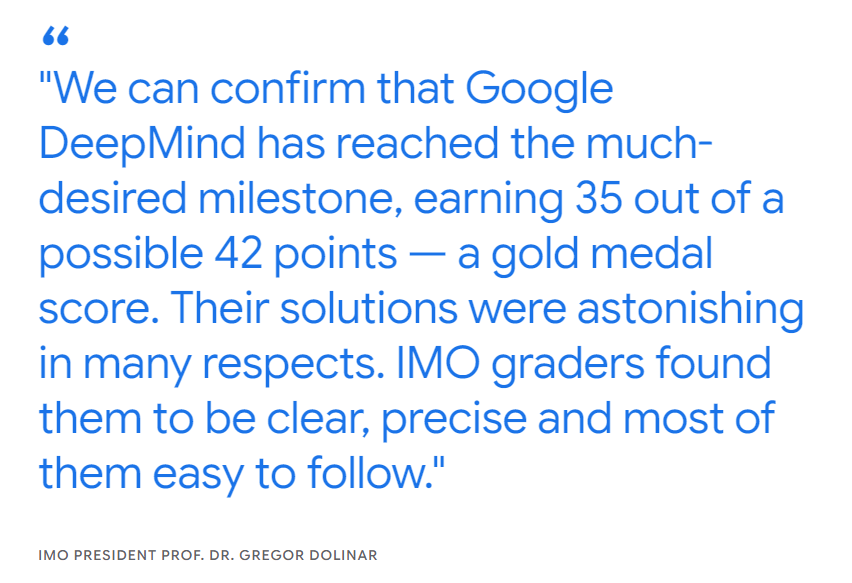 “
"We can confirm that Google
DeepMind has reached the much-
desired milestone, earning 35 out of a
possible 42 points — a gold medal
score. Their solutions were astonishing
in many respects. IMO graders found
them to be clear, precise and most of
them easy to follow."
IMO PRESIDENT PROF. DR. GREGOR DOLINAR